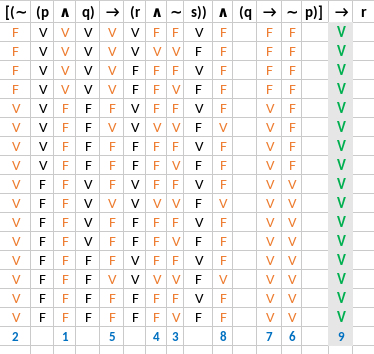 [(~ (p ∧ q) → (r ∧ ~ s)) ∧ (q → ~ p)] → r
F V V V V V F F V F F F V
F V V V V V V V F F F F V
F V V V V F F F V F F F V
F V V V V F F V F F F F V
V V F F F V F F V F V F V
V V F F V V V V F V V F V
V V F F F F F F V F V F V
V V F F F F F V F F V F V
V F F V F V F F V F V V V
V F F V V V V V F V V V V
V F F V F F F F V F V V V
V F F V F F F V F F V V V
V F F F F V F F V F V V V
V F F F V V V V F V V V V
V F F F F F F F V F V V V
V F F F F F F V F F V V V
2 1 5 4 3 8 7 6 9